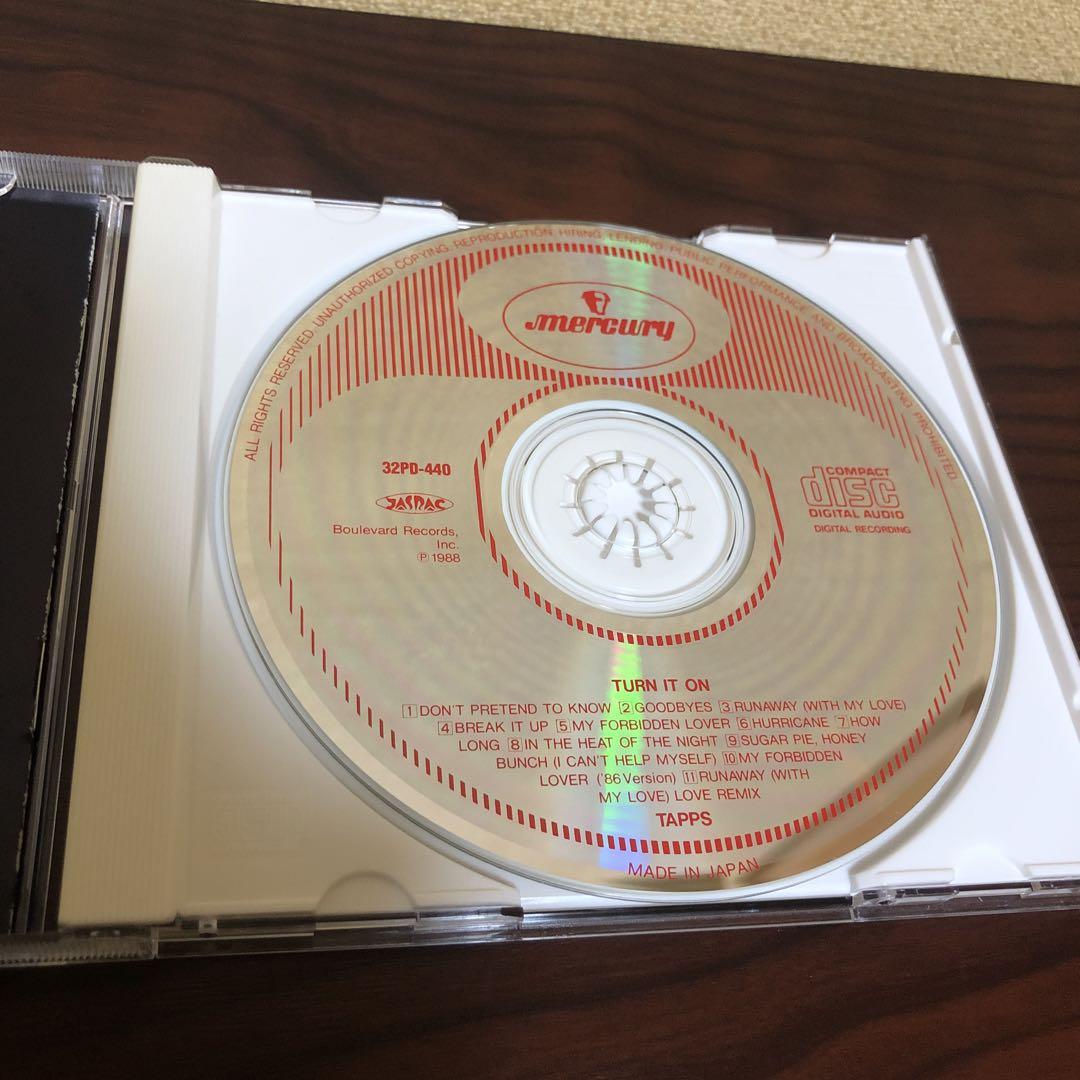 ALL RIGHTS RESERVED. UNAUTHORIZED COPYING, REPRODUCTION, HIRING, LENDING, PUBLIC PERFORMANCE AND BROADCASTING PROHIBITED.
mercury
32PD-440
JASRAC
Boulevard Records,
Inc.
Ⓟ 1988
COMPACT
disc
DIGITAL AUDIO
DIGITAL RECORDING
TURN IT ON
1 DON'T PRETEND TO KNOW 2 GOODBYES 3 RUNAWAY (WITH MY LOVE)
4 BREAK IT UP 5 MY FORBIDDEN LOVER 6 HURRICANE 7 HOW
LONG 8 IN THE HEAT OF THE NIGHT 9 SUGAR PIE, HONEY
BUNCH (I CAN'T HELP MYSELF) 10 MY FORBIDDEN
LOVER ('86 Version) 11 RUNAWAY (WITH
MY LOVE) LOVE REMIX
TAPPS
MADE IN JAPAN